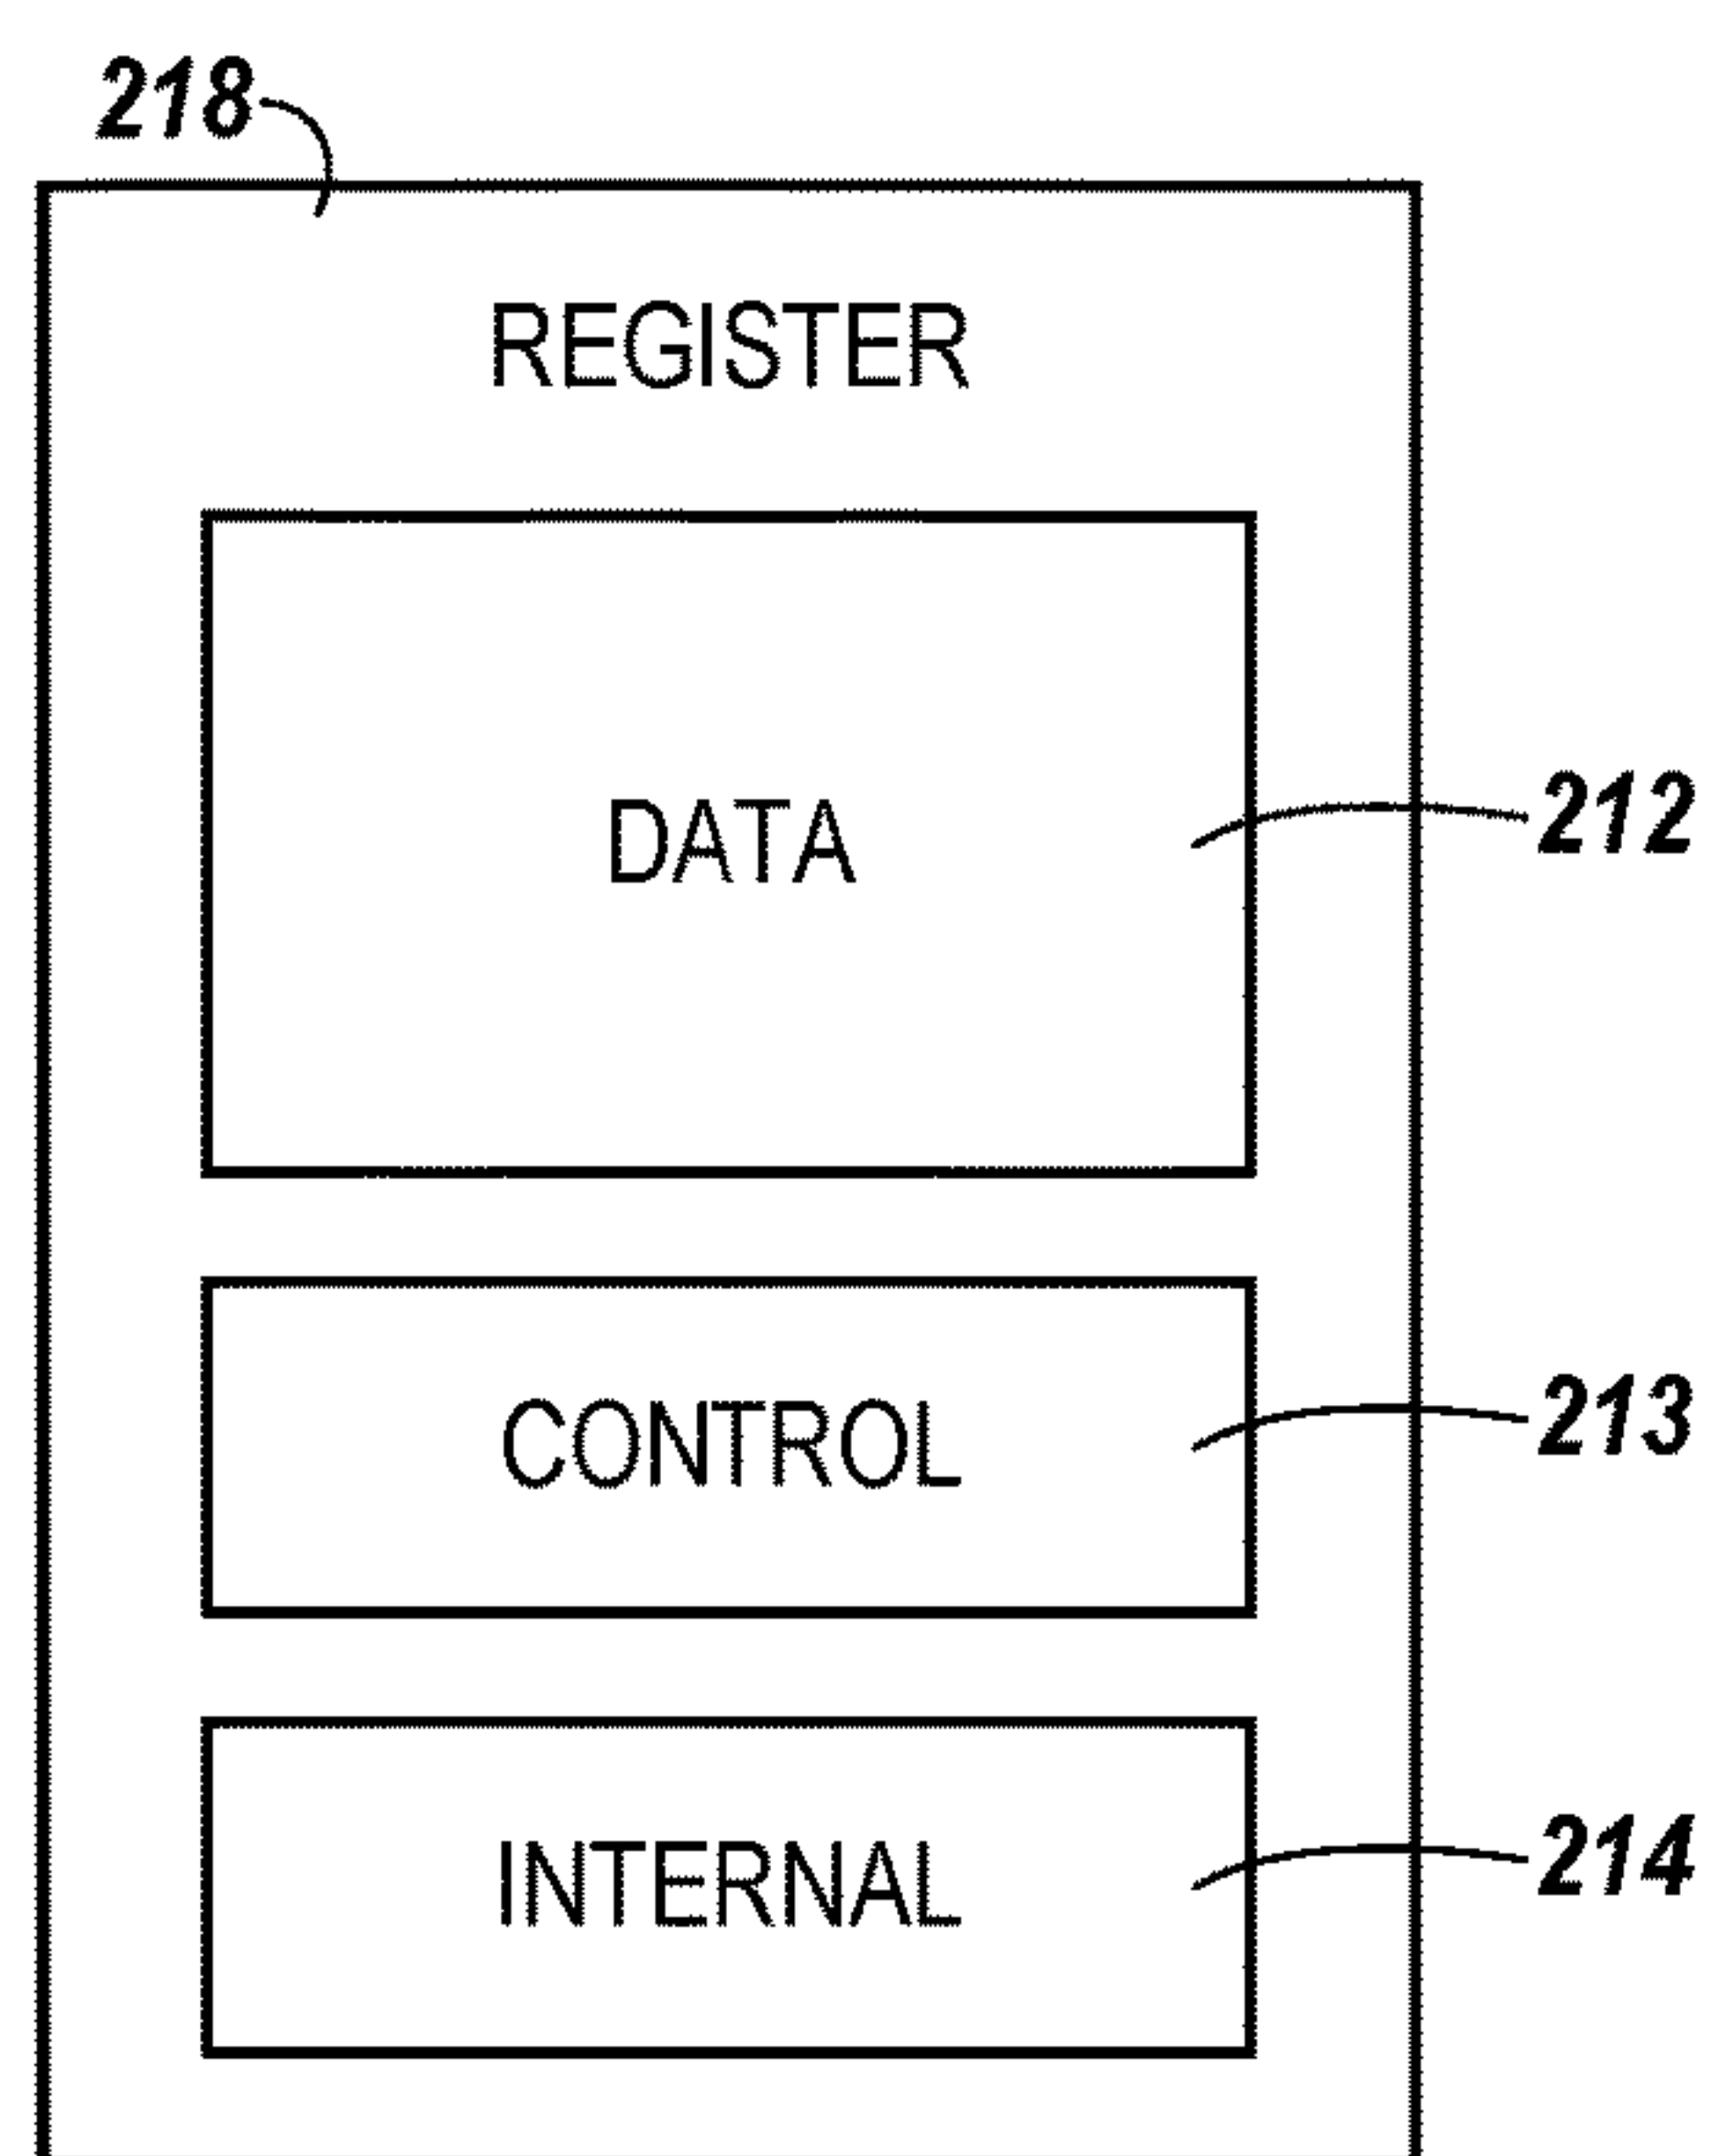 218
REGISTER
DATA
212
CONTROL
213
INTERNAL
214